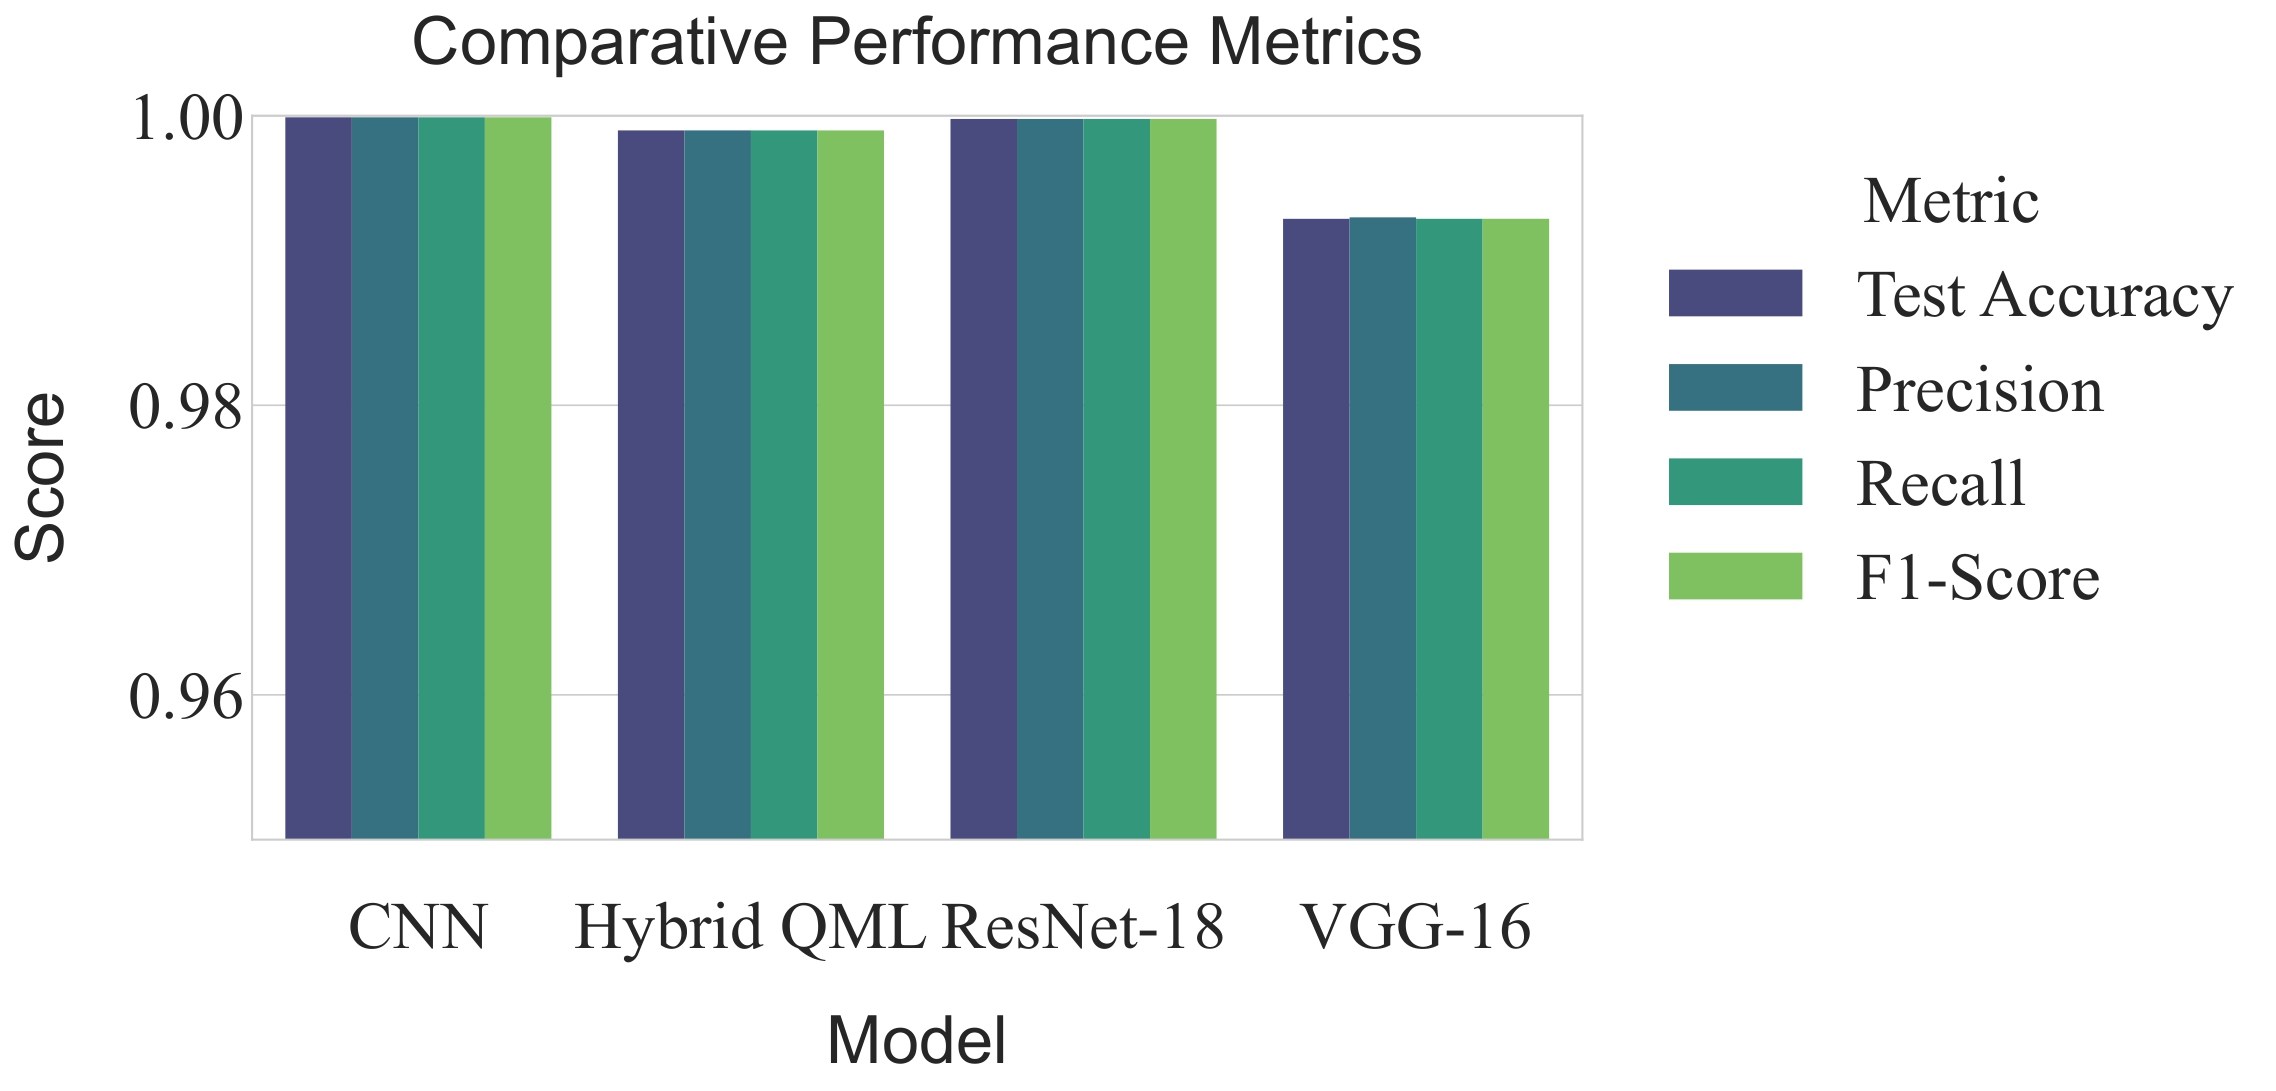 Comparative Performance Metrics
1.00
0.98
0.96
Score
CNN
Hybrid QML
ResNet-18
VGG-16
Model
Metric
Test Accuracy
Precision
Recall
F1-Score